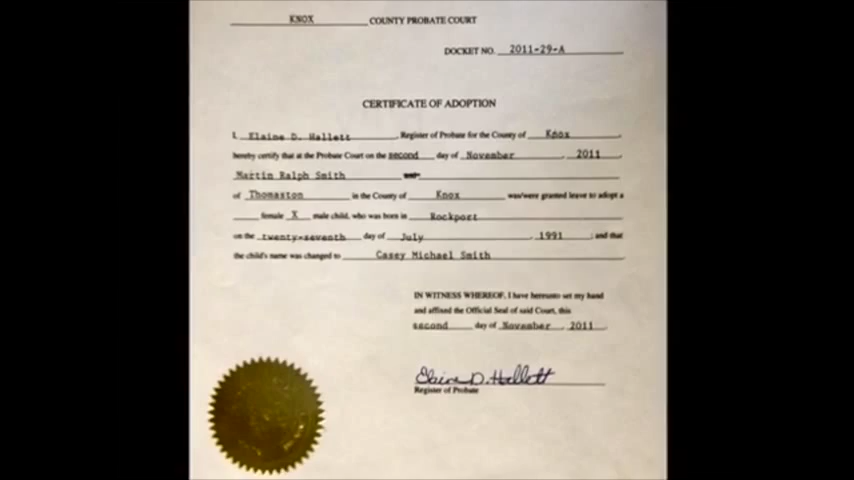 KNOX COUNTY PROBATE COURT
DOCKET NO. 2011-29-A
CERTIFICATE OF ADOPTION
I, Elaine D. Hallett, Register of Probate for the County of Knox,
hereby certify that at the Probate Court on the second day of November, 2011
Martin Ralph Smith
of Thomaston in the County of Knox was/were granted leave to adopt a
female X male child, who was born in Rockport
on the twenty-seventh day of July, 1991; and that
the child's name was changed to Casey Michael Smith
IN WITNESS WHEREOF, I have hereunto set my hand
and affixed the Official Seal of said Court, this
second day of November, 2011.
Elaine D. Hallett
Register of Probate